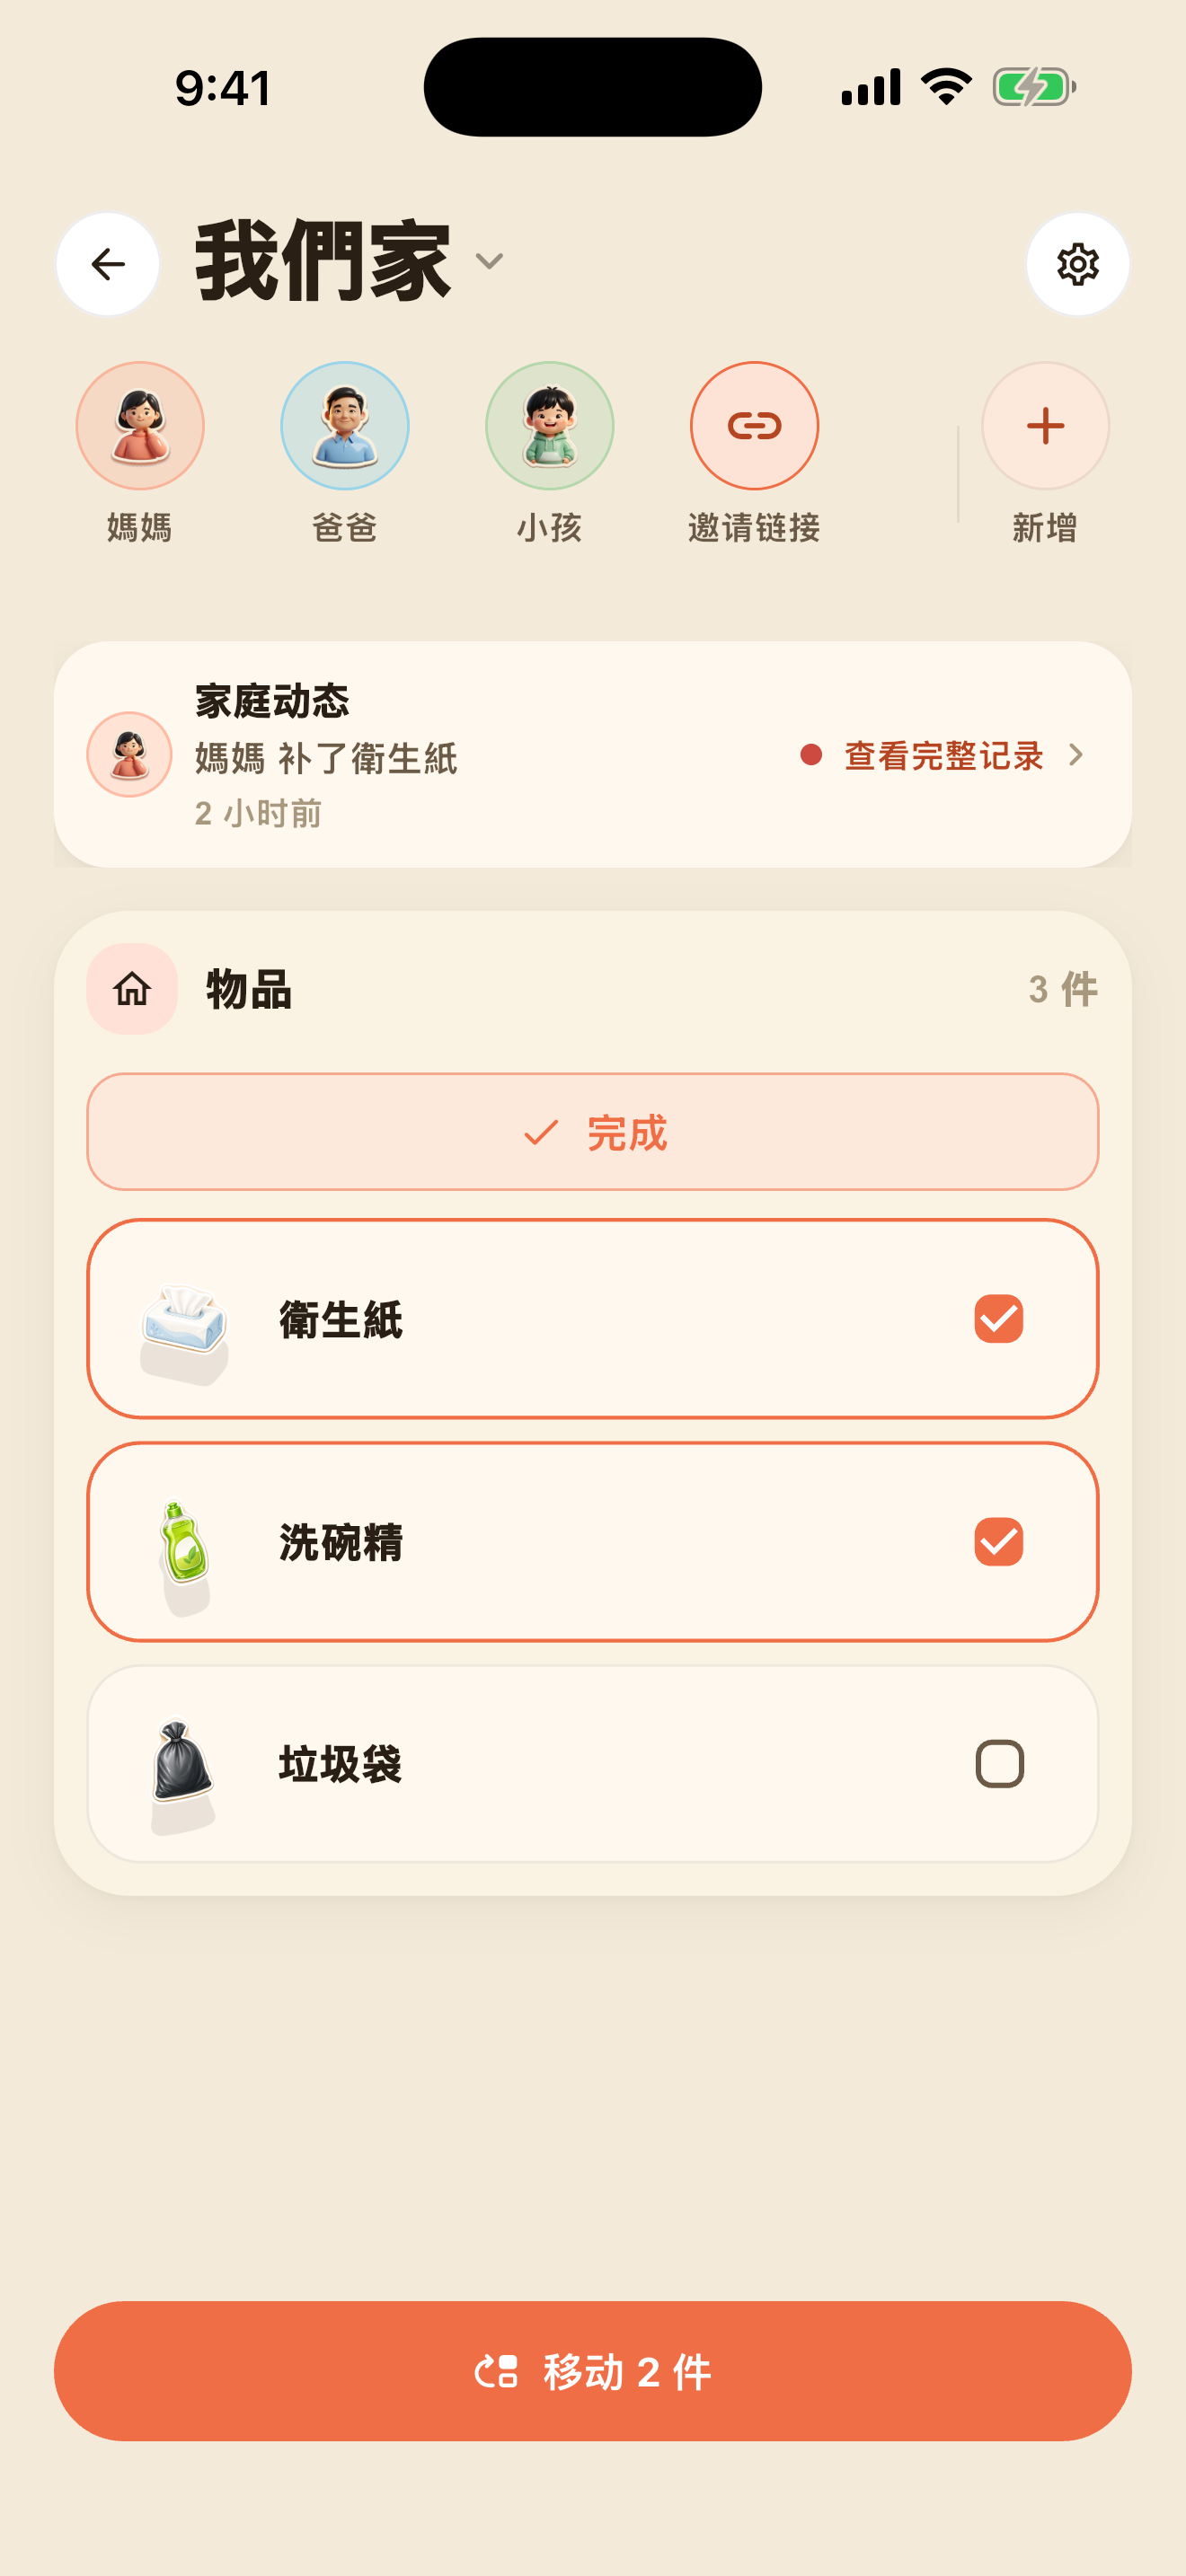 9:41
我們家
媽媽
爸爸
小孩
邀请链接
新增
家庭动态
媽媽 补了衛生紙
2 小时前
查看完整记录
物品
3 件
完成
衛生紙
洗碗精
垃圾袋
移动 2 件